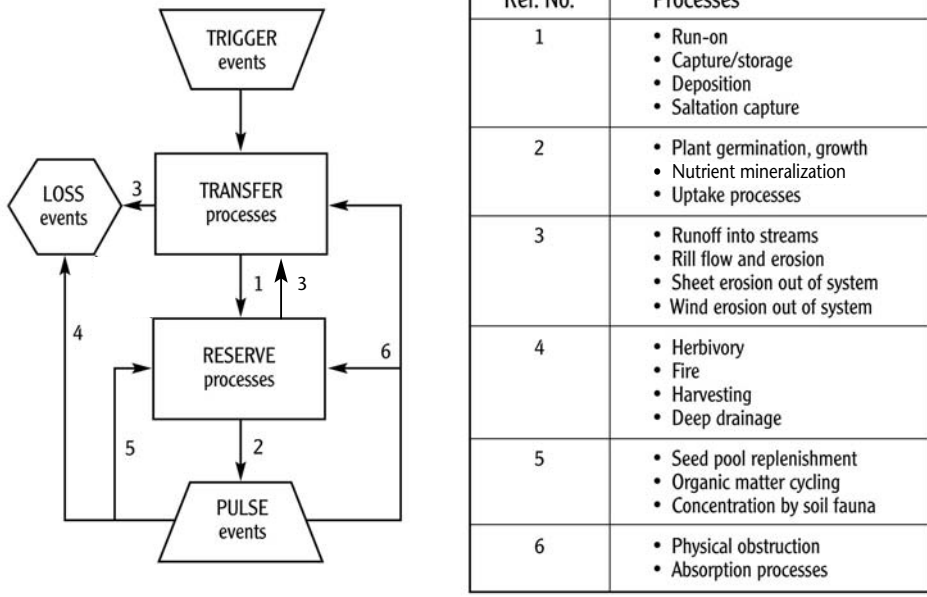 TRIGGER
events
LOSS
events
3
TRANSFER
processes
1
3
4
RESERVE
processes
6
5
2
PULSE
events
Ref. No.
Processes
1
• Run-on
• Capture/storage
• Deposition
• Saltation capture
2
• Plant germination, growth
• Nutrient mineralization
• Uptake processes
3
• Runoff into streams
• Rill flow and erosion
• Sheet erosion out of system
• Wind erosion out of system
4
• Herbivory
• Fire
• Harvesting
• Deep drainage
5
• Seed pool replenishment
• Organic matter cycling
• Concentration by soil fauna
6
• Physical obstruction
• Absorption processes